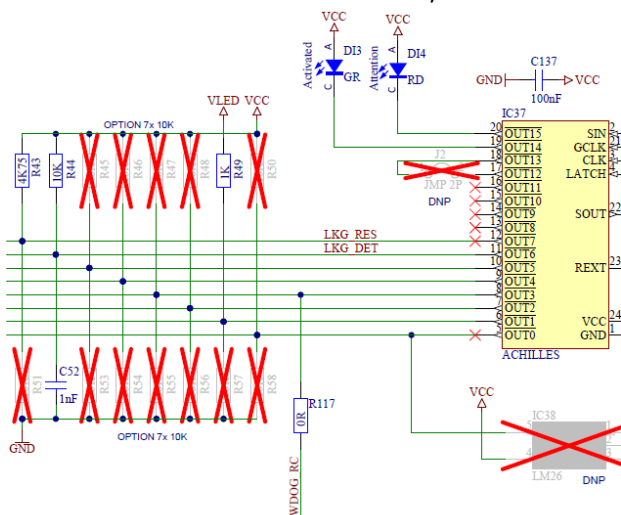 VCC
VCC
A
DI3
Activated
GR
C
A
DI4
Attention
RD
C
C137
GND
VCC
100nF
VLED
VCC
OPTION 7x 10K
4K75
R43
10K
R44
R45
R46
R47
R48
1K
R49
R50
J2
JMP 2P
DNP
IC37
20 OUT15
19 OUT14
18 OUT13
17 OUT12
16 OUT11
15 OUT10
14 OUT9
13 OUT8
12 OUT7
11 OUT6
10 OUT5
9 OUT4
8 OUT3
7 OUT2
6 OUT1
5 OUT0
SIN 2
GCLK 21
CLK 3
LATCH 4
SOUT 22
REXT 23
VCC 24
GND 1
ACHILLES
LKG_RES
LKG_DET
R51
C52
1nF
R53
R54
R55
R56
R57
R58
GND
OPTION 7x 10K
0R
R117
WDOG_RC
VCC
IC38
5
4
1
2
3
LM26
DNP